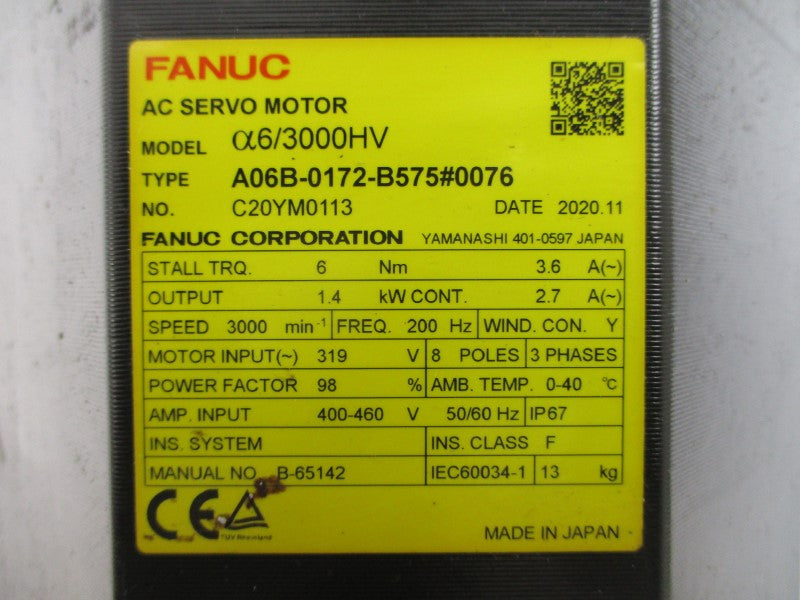 FANUC
AC SERVO MOTOR
MODEL α6/3000HV
TYPE A06B-0172-B575#0076
NO. C20YM0113 DATE 2020.11
FANUC CORPORATION YAMANASHI 401-0597 JAPAN
STALL TRQ. 6 Nm 3.6 A(~)
OUTPUT 1.4 kW CONT. 2.7 A(~)
SPEED 3000 min⁻¹ FREQ. 200 Hz WIND. CON. Y
MOTOR INPUT(~) 319 V 8 POLES 3 PHASES
POWER FACTOR 98 % AMB. TEMP. 0-40 ℃
AMP. INPUT 400-460 V 50/60 Hz IP67
INS. SYSTEM INS. CLASS F
MANUAL NO. B-65142 IEC60034-1 13 kg
CE
TÜV Rheinland
MADE IN JAPAN